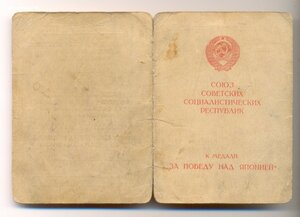 СОЮЗ
СОВЕТСКИХ
СОЦИАЛИСТИЧЕСКИХ
РЕСПУБЛИК
К МЕДАЛИ
„ЗА ПОБЕДУ НАД ЯПОНИЕЙ“